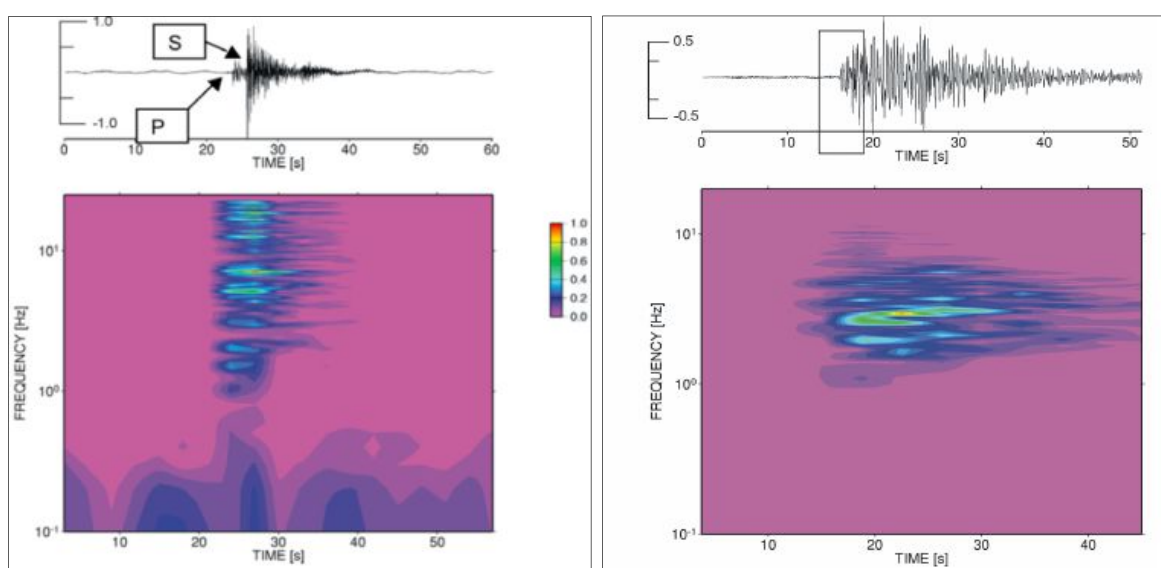 1.0
-1.0
S
P
0 10 20 30 40 50 60
TIME [s]
10¹
10⁰
10⁻¹
FREQUENCY [Hz]
10 20 30 40 50
TIME [s]
1.0
0.8
0.6
0.4
0.2
0.0
0.5
-0.5
0 10 20 30 40 50
TIME [s]
10¹
10⁰
10⁻¹
FREQUENCY [Hz]
10 20 30 40
TIME [s]